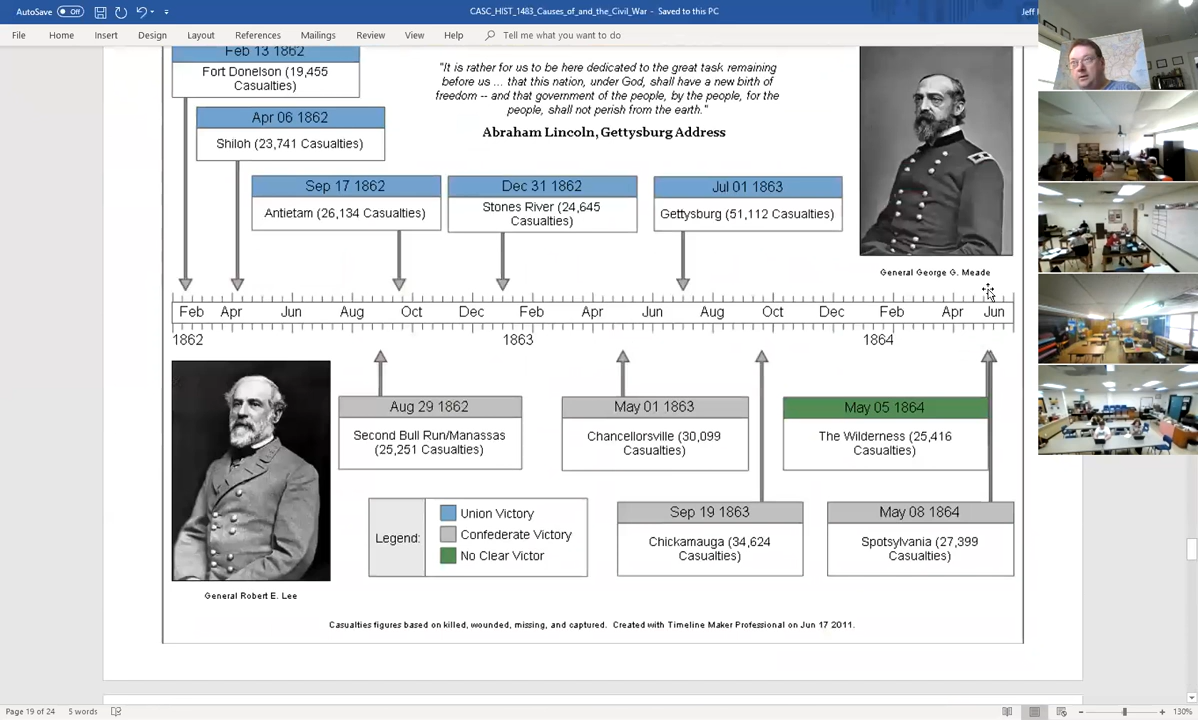 AutoSave Off
CASC_HIST_1483_Causes_of_and_the_Civil_War - Saved to this PC
Jeff
File Home Insert Design Layout References Mailings Review View Help Tell me what you want to do
Feb 13 1862
Fort Donelson (19,455
Casualties)
"It is rather for us to be here dedicated to the great task remaining
before us ... that this nation, under God, shall have a new birth of
freedom -- and that government of the people, by the people, for the
people, shall not perish from the earth."
Abraham Lincoln, Gettysburg Address
Apr 06 1862
Shiloh (23,741 Casualties)
Sep 17 1862
Antietam (26,134 Casualties)
Dec 31 1862
Stones River (24,645
Casualties)
Jul 01 1863
Gettysburg (51,112 Casualties)
General George G. Meade
Feb Apr Jun Aug Oct Dec Feb Apr Jun Aug Oct Dec Feb Apr Jun
1862 1863 1864
Aug 29 1862
Second Bull Run/Manassas
(25,251 Casualties)
May 01 1863
Chancellorsville (30,099
Casualties)
May 05 1864
The Wilderness (25,416
Casualties)
Sep 19 1863
Chickamauga (34,624
Casualties)
May 08 1864
Spotsylvania (27,399
Casualties)
Legend:
Union Victory
Confederate Victory
No Clear Victor
General Robert E. Lee
Casualties figures based on killed, wounded, missing, and captured. Created with Timeline Maker Professional on Jun 17 2011.
Page 19 of 24 5 words
130%